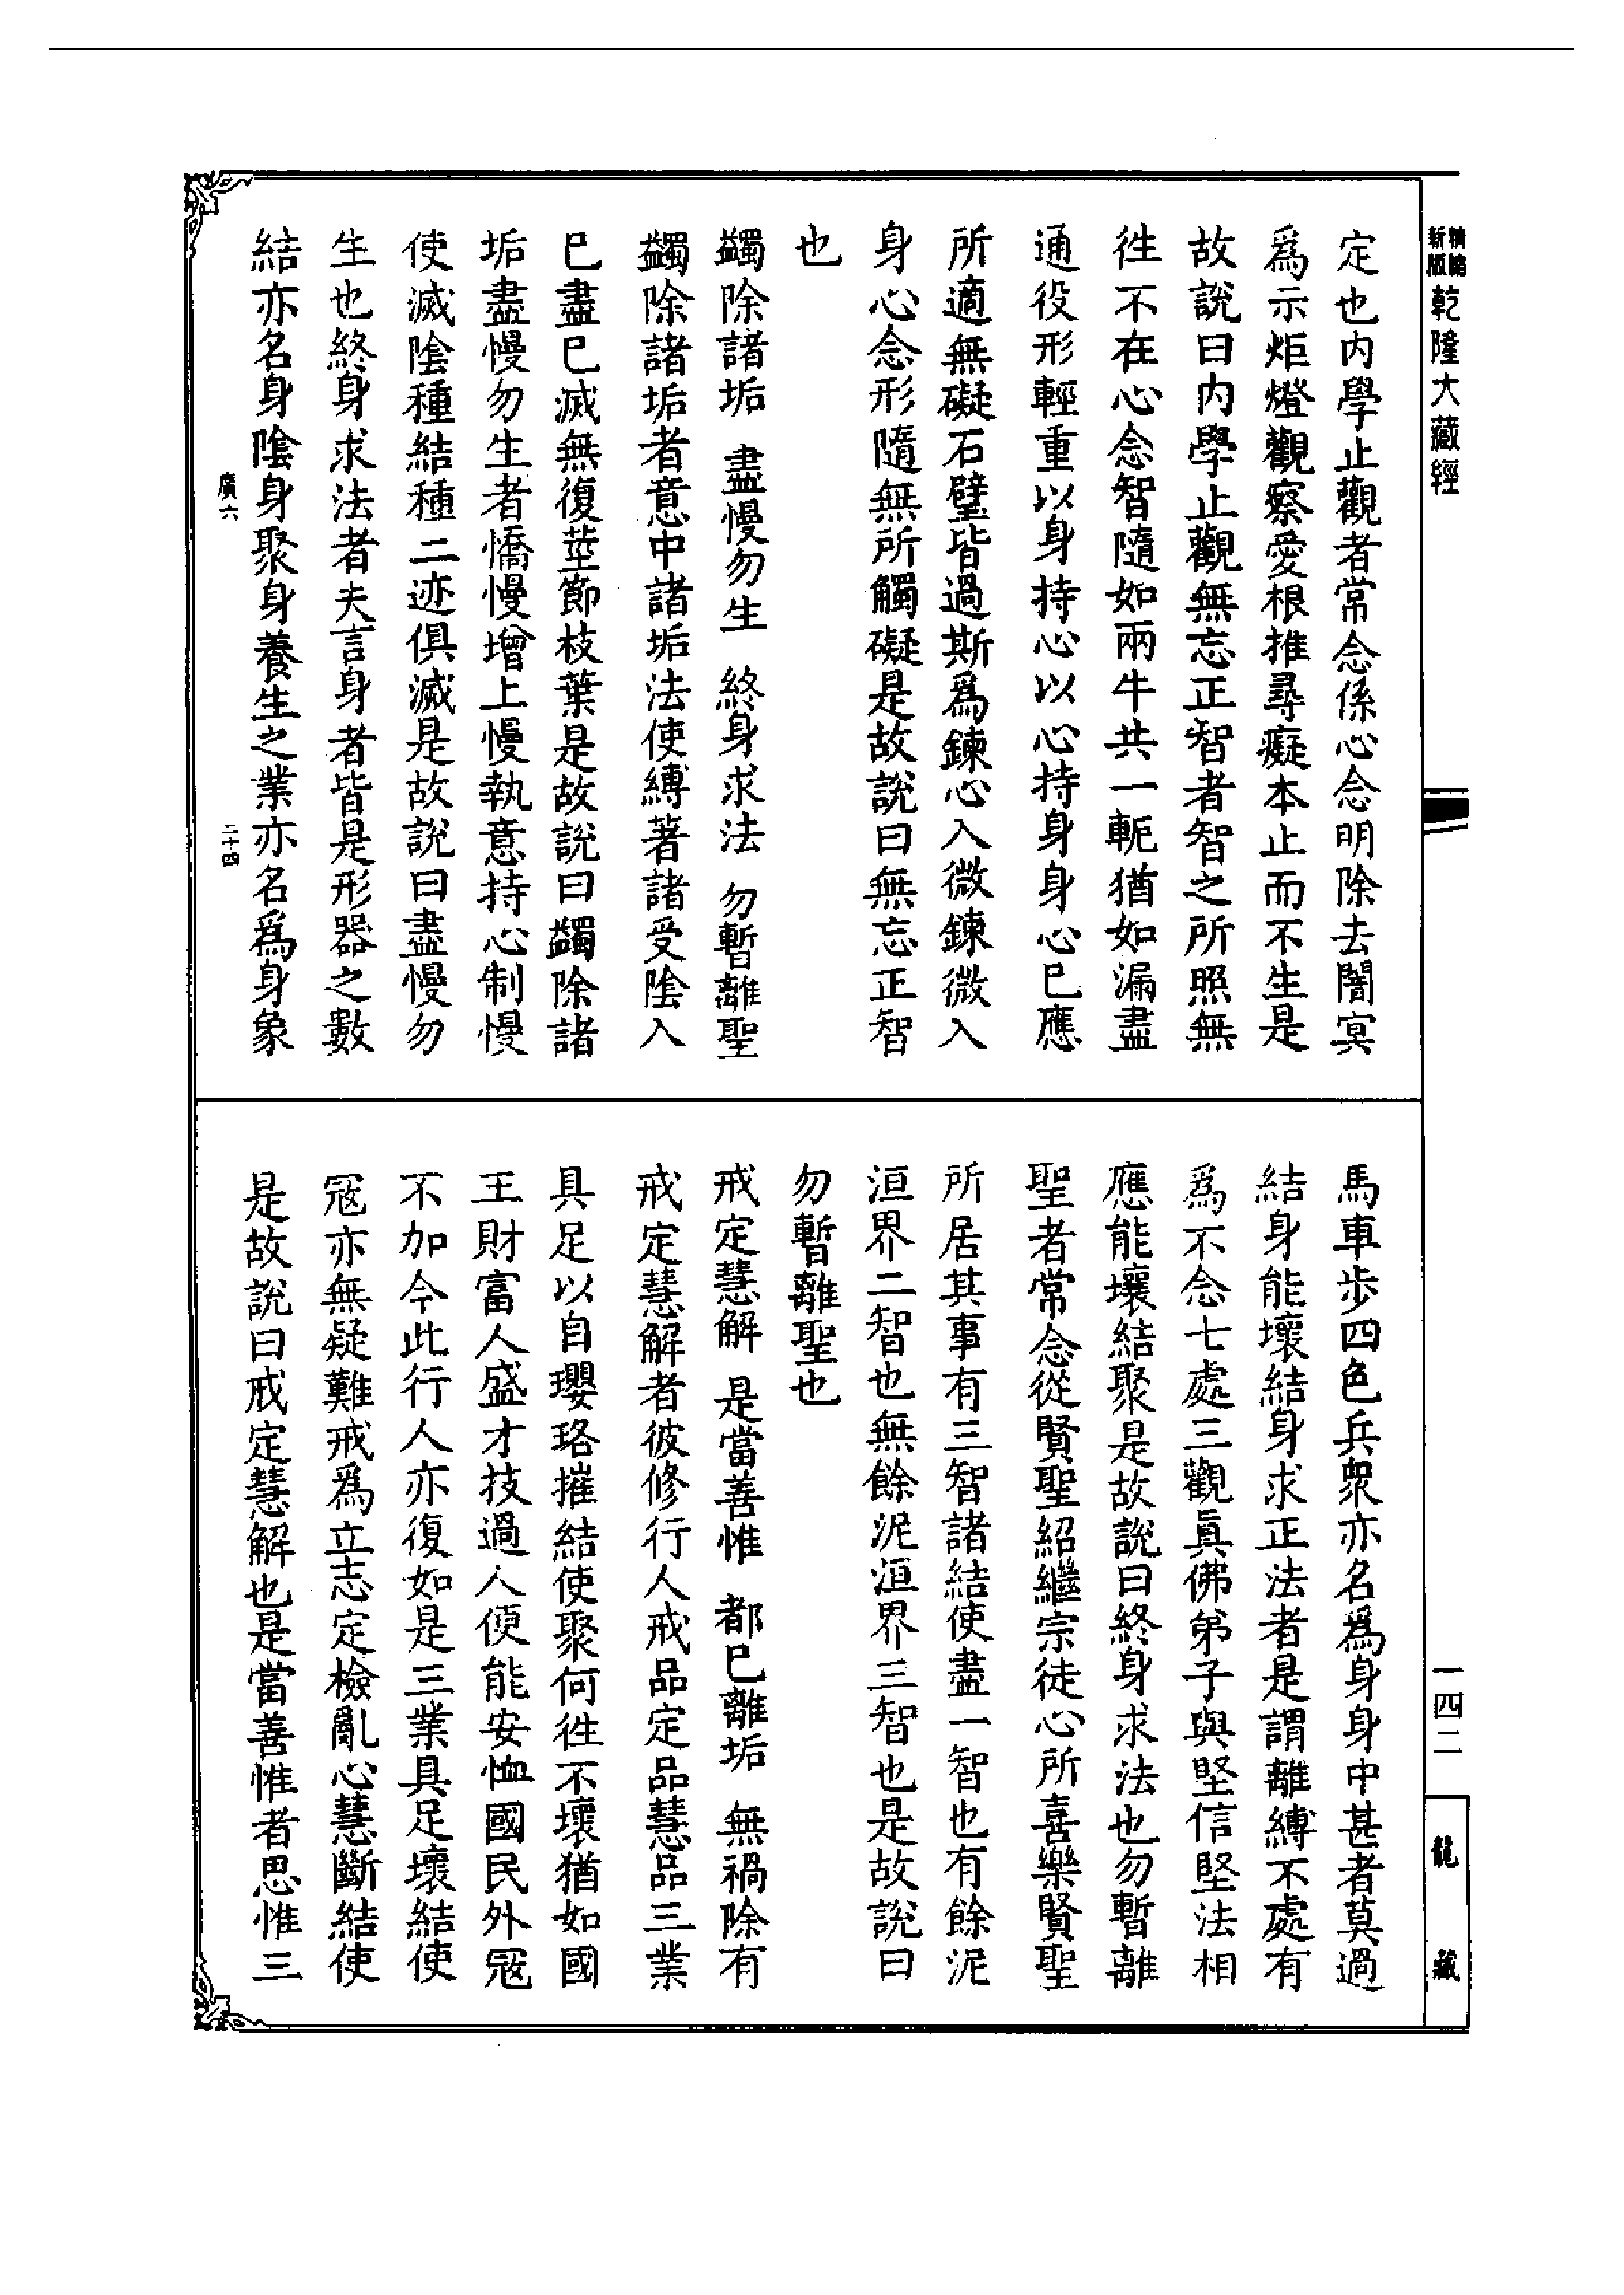 精縮
新版
乾隆大藏經
一四二
龍藏
定也内學止觀者常念係心念明除去闇冥
爲示炬燈觀察愛根推尋癡本止而不生是
故說曰内學止觀無忘正智者智之所照無
徃不在心念智隨如兩牛共一軛猶如漏盡
通役形輕重以身持心以心持身身心已應
所適無礙石壁皆過斯爲鍊心入微鍊微入
身心念形隨無所觸礙是故說曰無忘正智
也
蠲除諸垢　盡慢勿生　終身求法　勿暫離聖
蠲除諸垢者意中諸垢法使縛著諸受陰入
已盡已滅無復莖節枝葉是故說曰蠲除諸
垢盡慢勿生者憍慢增上慢執意持心制慢
使滅陰種結種二迹俱滅是故說曰盡慢勿
生也終身求法者夫言身者皆是形器之數
結亦名身陰身聚身養生之業亦名爲身象
廣六
二十四
馬車步四色兵衆亦名爲身身中甚者莫過
結身能壞結身求正法者是謂離縛不處有
爲不念七處三觀眞佛弟子與堅信堅法相
應能壞結聚是故說曰終身求法也勿暫離
聖者常念從賢聖紹繼宗徒心所喜樂賢聖
所居其事有三智諸結使盡一智也有餘泥
洹界二智也無餘泥洹界三智也是故說曰
勿暫離聖也
戒定慧解　是當善惟　都已離垢　無禍除有
戒定慧解者彼修行人戒品定品慧品三業
具足以自瓔珞摧結使聚何徃不壞猶如國
王財富人盛才技過人便能安恤國民外冦
不加今此行人亦復如是三業具足壞結使
冦亦無疑難戒爲立志定檢亂心慧斷結使
是故說曰戒定慧解也是當善惟者思惟三